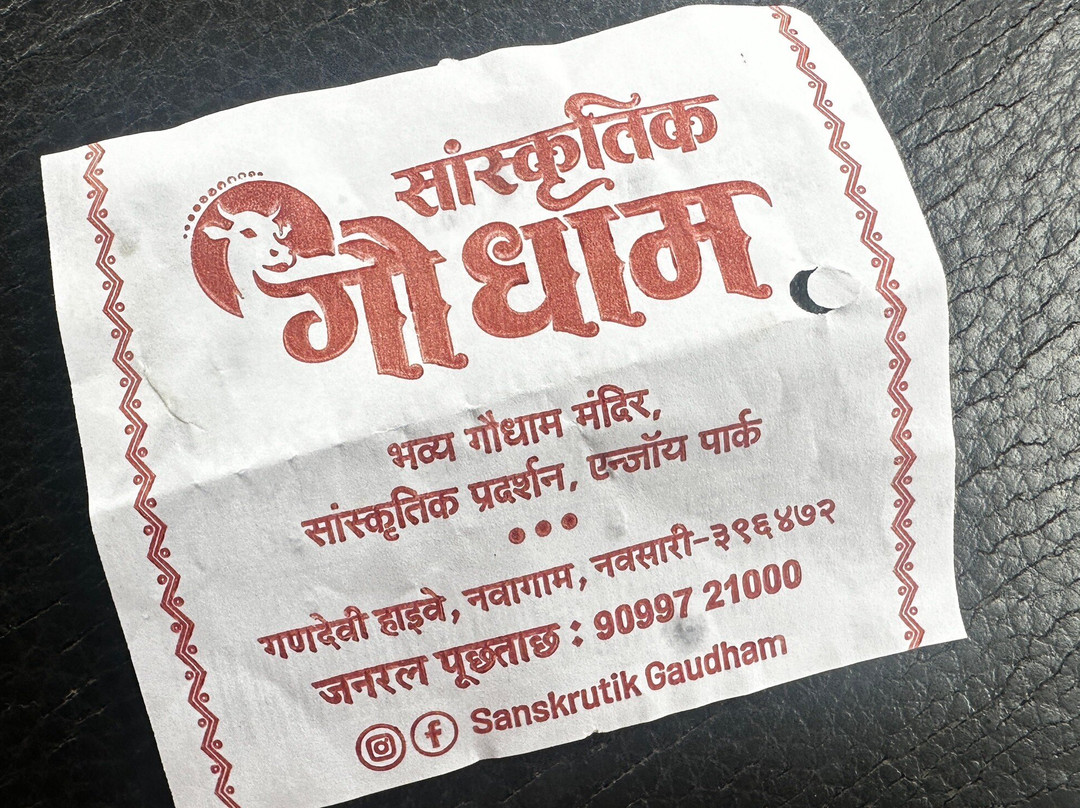 सांस्कृतिक
गौधाम
भव्य गौधाम मंदिर,
सांस्कृतिक प्रदर्शन, एन्जॉय पार्क
गणदेवी हाइवे, नवागाम, नवसारी-३९६४७२
जनरल पूछताछ : 90997 21000
Sanskrutik Gaudham